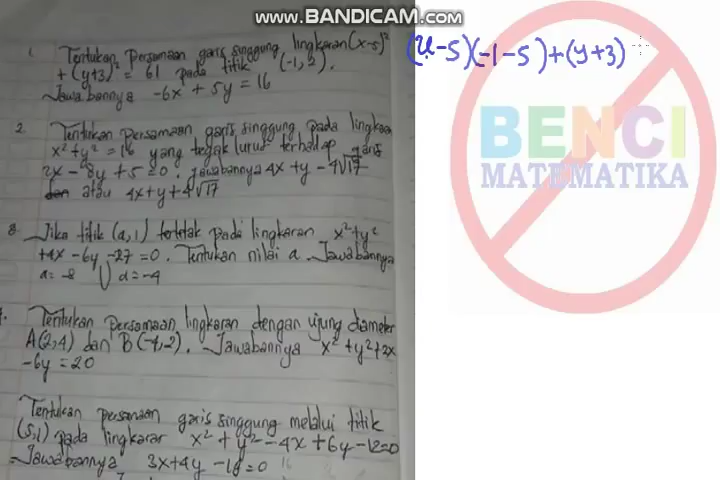 www.BANDICAM.com
1. Tentukan persamaan garis singgung lingkaran (x-5)²
+ (y+3)² = 61 pada titik (-1, 2).
Jawabannya -6x + 5y = 16
2. Tentukan Persamaan garis singgung pada lingkaran
x² + y² = 16 yang tegak lurus terhadap garis
2x - 8y + 5 = 0. jawabannya 4x + y - 4√17
atau 4x + y + 4√17
3. Jika titik (a, 1) terletak pada lingkaran x² + y²
+ 4x - 6y - 27 = 0. Tentukan nilai a. Jawabannya
a = -8 U a = -4
Tentukan persamaan lingkaran dengan ujung diameter
A(2,4) dan B(-4,2). Jawabannya x² + y² + 2x
-6y = 20
Tentukan persamaan garis singgung melalui titik
(5,1) pada lingkaran x² + y² - 4x + 6y - 12 = 0
Jawabannya 3x + 4y - = 0
(x-5)(-1-5)+(y+3)
BENCI
MATEMATIKA